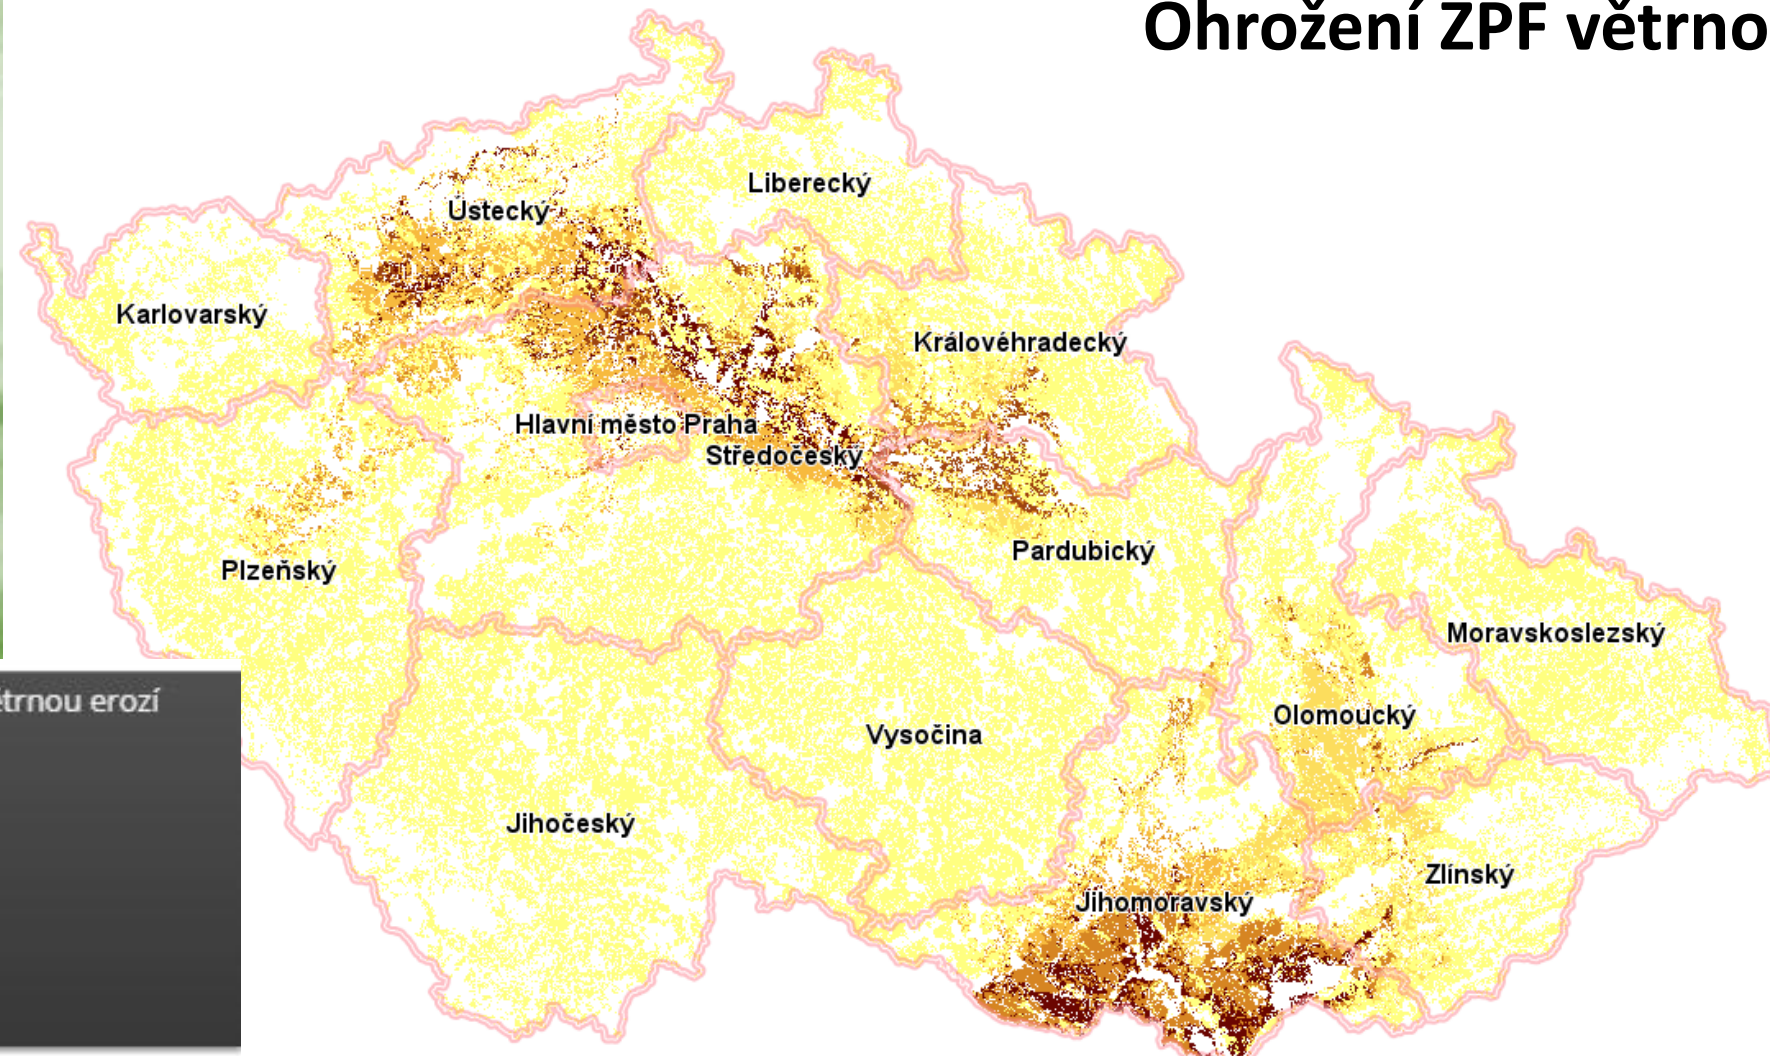 Ohrožení ZPF větrno
Liberecký
Ústecký
Karlovarský
Královéhradecký
Hlavní město Praha
Středočeský
Pardubický
Plzeňský
Moravskoslezský
větrnou erozí
Olomoucký
Vysočina
Jihočeský
Zlínský
Jihomoravský